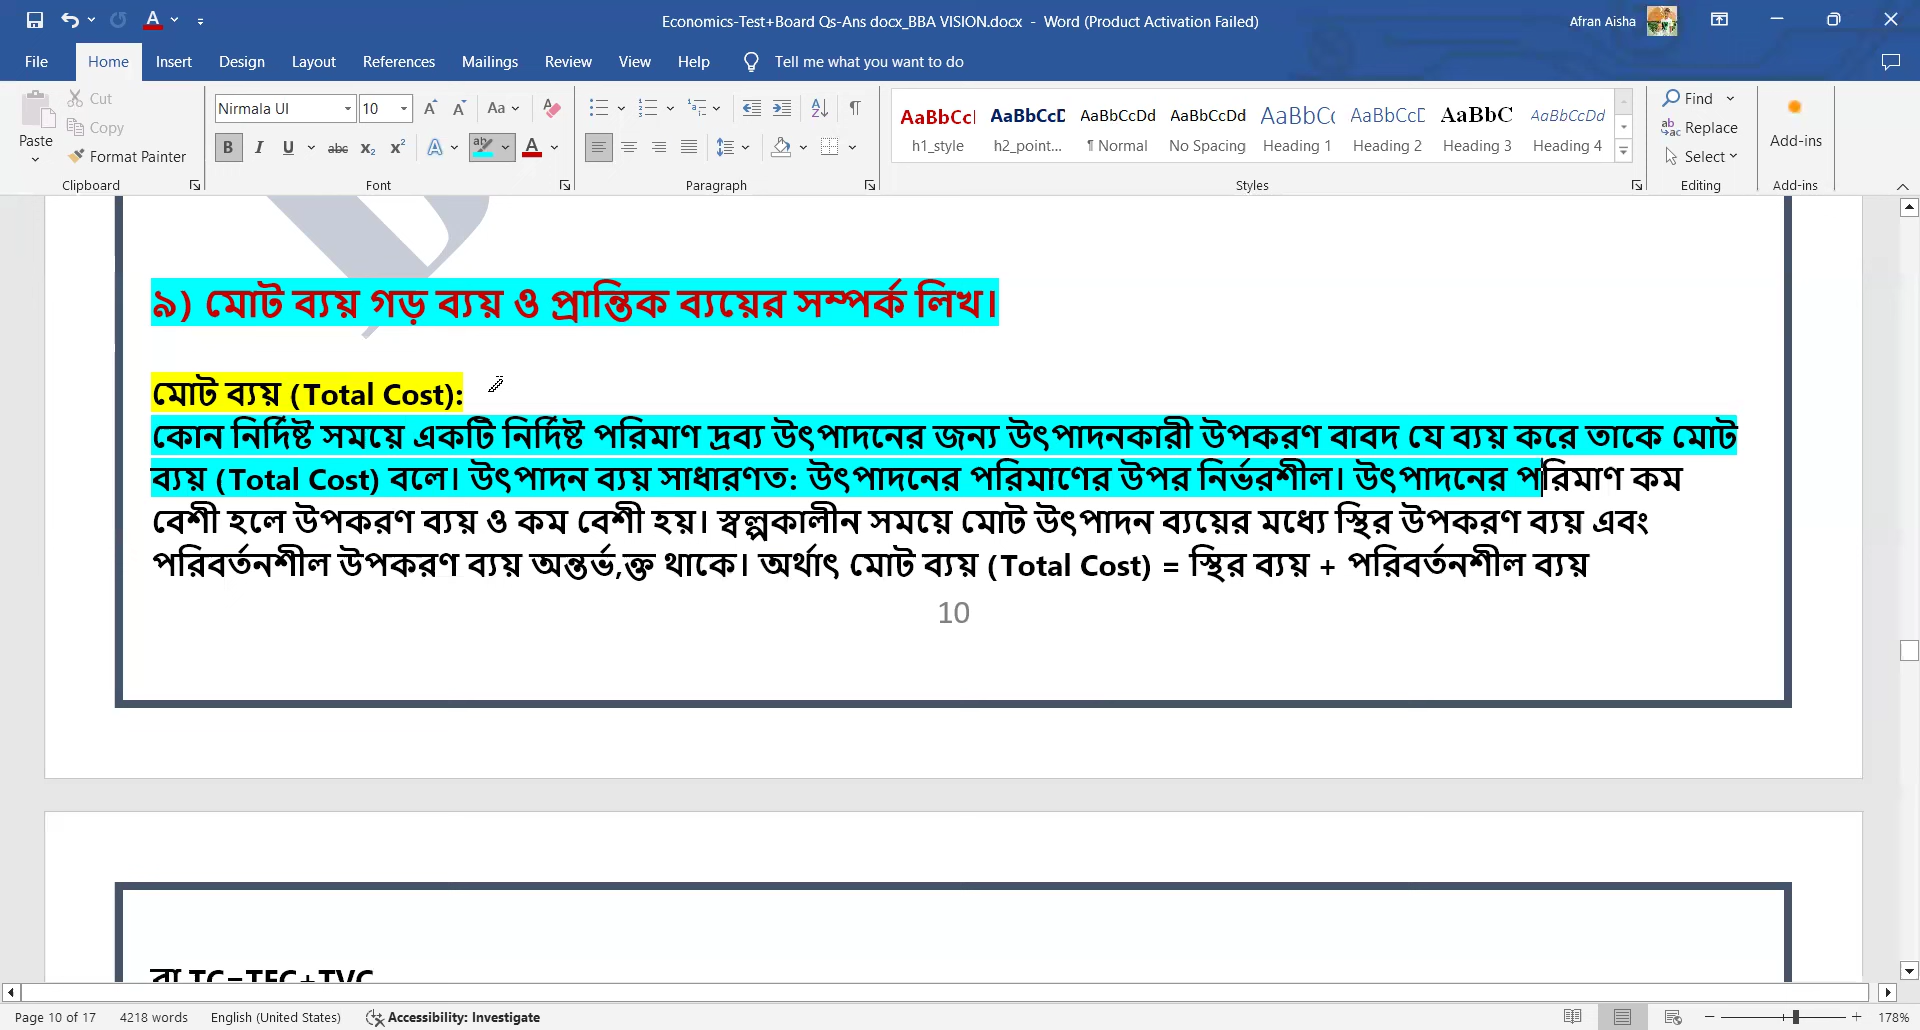 Economics-Test+Board Qs-Ans docx_BBA VISION.docx - Word (Product Activation Failed)
Afran Aisha
File Home Insert Design Layout References Mailings Review View Help Tell me what you want to do
Cut
Copy
Paste
Format Painter
Clipboard
Nirmala UI 10
Font
Paragraph
AaBbCcI AaBbCcD AaBbCcDd AaBbCcDd AaBbCc AaBbCcD AaBbC AaBbCcDd
h1_style h2_point... ¶ Normal No Spacing Heading 1 Heading 2 Heading 3 Heading 4
Styles
Find
Replace
Select
Editing
Add-ins
Add-ins
৯) মোট ব্যয় গড় ব্যয় ও প্রান্তিক ব্যয়ের সম্পর্ক লিখ।
মোট ব্যয় (Total Cost):
কোন নির্দিষ্ট সময়ে একটি নির্দিষ্ট পরিমাণ দ্রব্য উৎপাদনের জন্য উৎপাদনকারী উপকরণ বাবদ যে ব্যয় করে তাকে মোট
ব্যয় (Total Cost) বলে। উৎপাদন ব্যয় সাধারণত: উৎপাদনের পরিমাণের উপর নির্ভরশীল। উৎপাদনের পরিমাণ কম
বেশী হলে উপকরণ ব্যয় ও কম বেশী হয়। স্বল্পকালীন সময়ে মোট উৎপাদন ব্যয়ের মধ্যে স্থির উপকরণ ব্যয় এবং
পরিবর্তনশীল উপকরণ ব্যয় অন্তর্ভ,ক্ত থাকে। অর্থাৎ মোট ব্যয় (Total Cost) = স্থির ব্যয় + পরিবর্তনশীল ব্যয়
10
বা TC=TFC+TVC
Page 10 of 17 4218 words English (United States) Accessibility: Investigate 178%